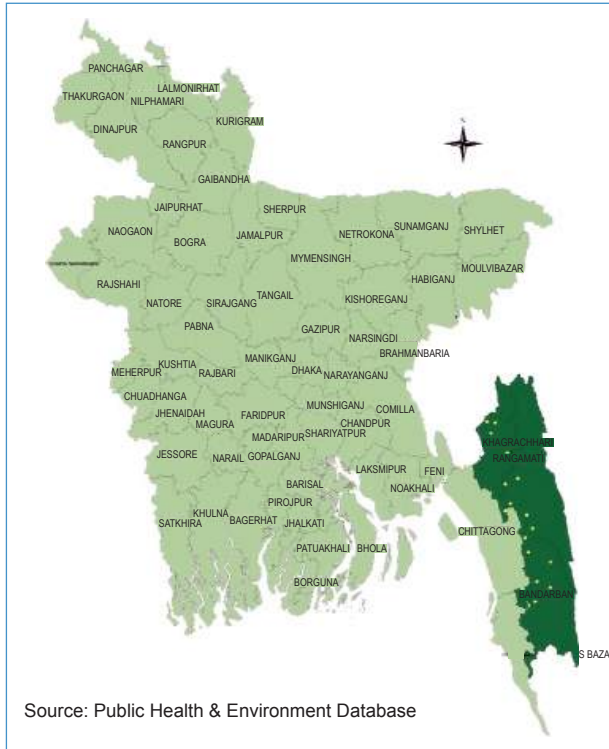 PANCHAGAR
LALMONIRHAT
THAKURGAON
NILPHAMARI
KURIGRAM
DINAJPUR
RANGPUR
GAIBANDHA
JAIPURHAT
SHERPUR
NAOGAON
BOGRA
JAMALPUR
NETROKONA
SUNAMGANJ
SHYLHET
MYMENSINGH
MOULVIBAZAR
RAJSHAHI
HABIGANJ
NATORE
SIRAJGANG
TANGAIL
KISHOREGANJ
PABNA
GAZIPUR
NARSINGDI
BRAHMANBARIA
MEHERPUR
KUSHTIA
RAJBARI
MANIKGANJ
DHAKA
NARAYANGANJ
CHUADHANGA
JHENAIDAH
MAGURA
FARIDPUR
MUNSHIGANJ
COMILLA
CHANDPUR
MADARIPUR
SHARIYATPUR
KHAGRACHHARI
RANGAMATI
JESSORE
NARAIL
GOPALGANJ
LAKSMIPUR
FENI
BARISAL
NOAKHALI
PIROJPUR
KHULNA
SATKHIRA
BAGERHAT
JHALKATI
CHITTAGONG
PATUAKHALI
BHOLA
BORGUNA
BANDARBAN
S BAZA
Source: Public Health & Environment Database